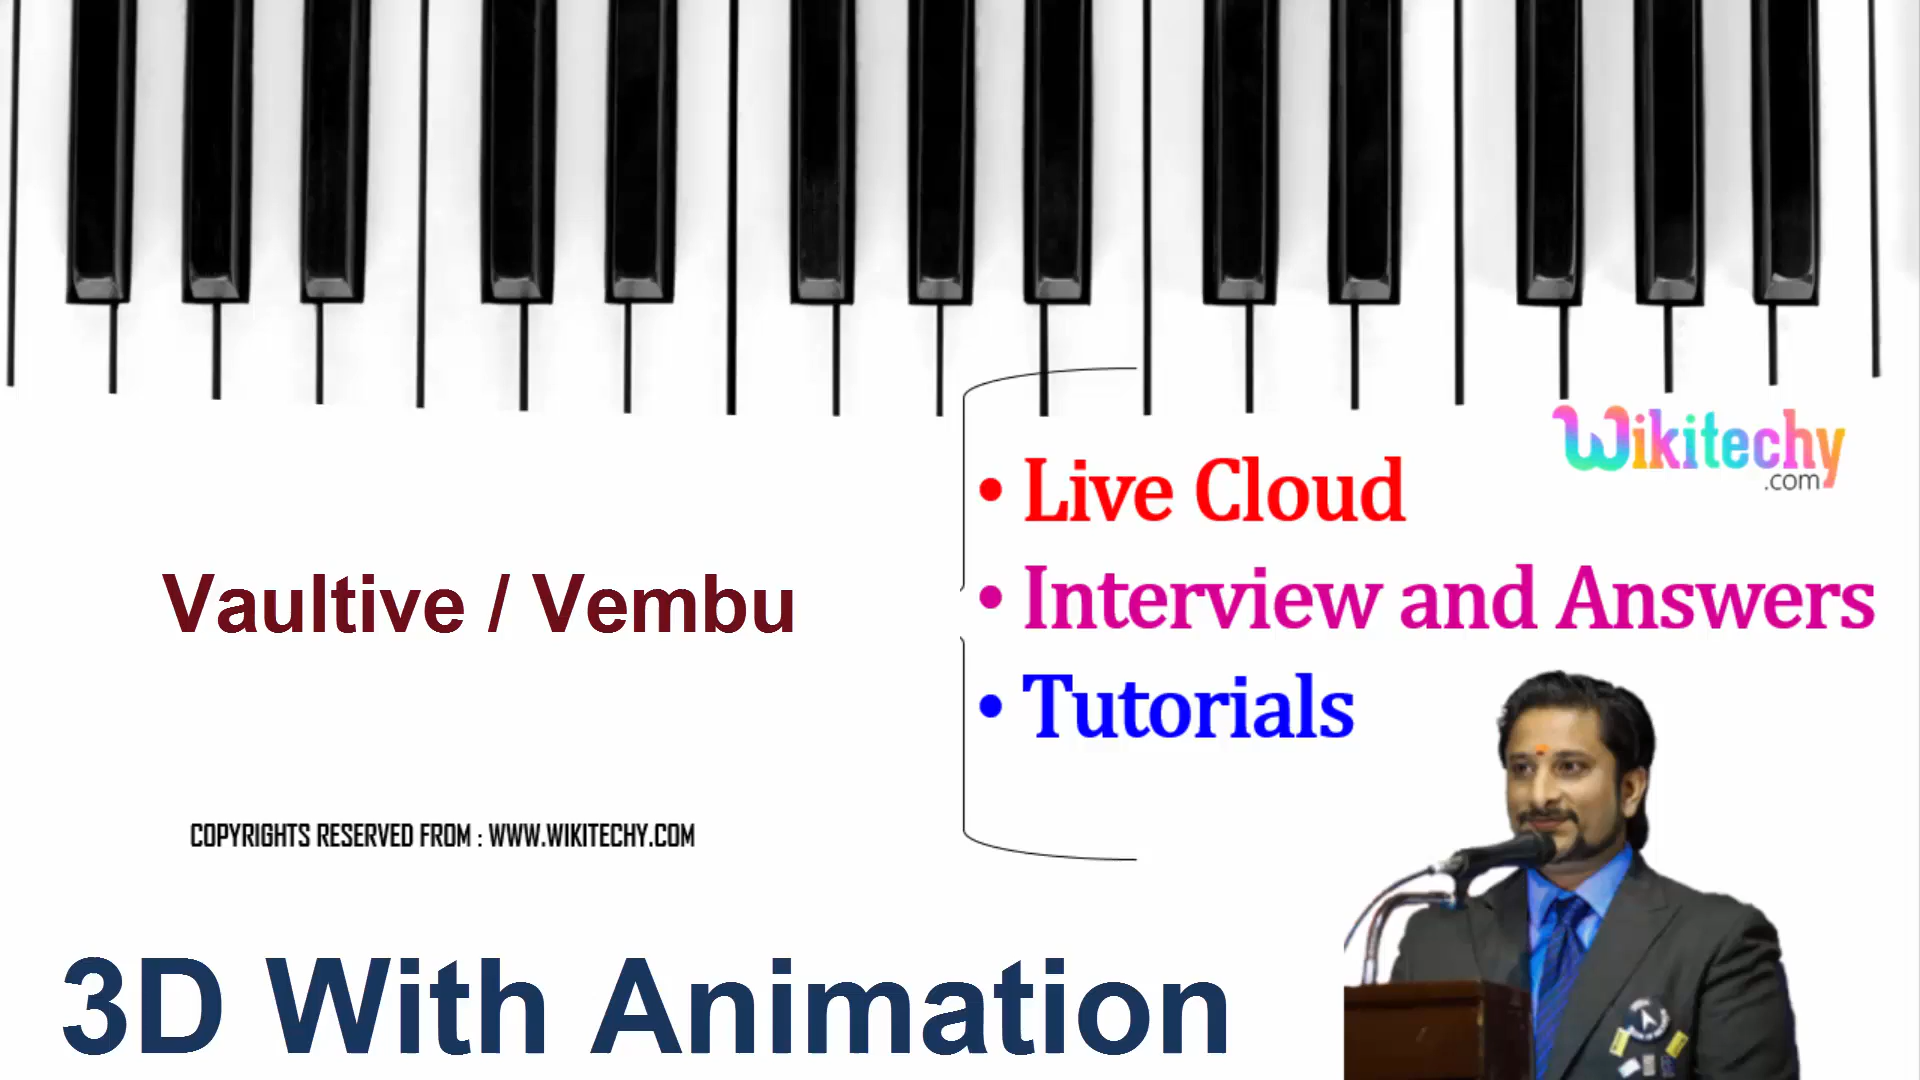 Wikitechy
.com
• Live Cloud
• Interview and Answers
• Tutorials
Vaultive / Vembu
COPYRIGHTS RESERVED FROM : WWW.WIKITECHY.COM
3D With Animation